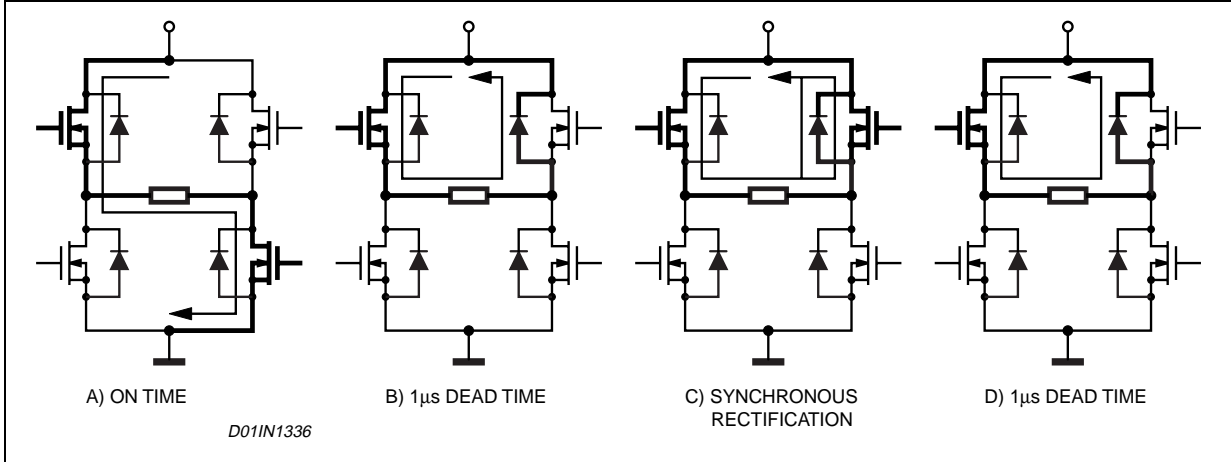 A) ON TIME
B) 1μs DEAD TIME
C) SYNCHRONOUS
RECTIFICATION
D) 1μs DEAD TIME
D01IN1336